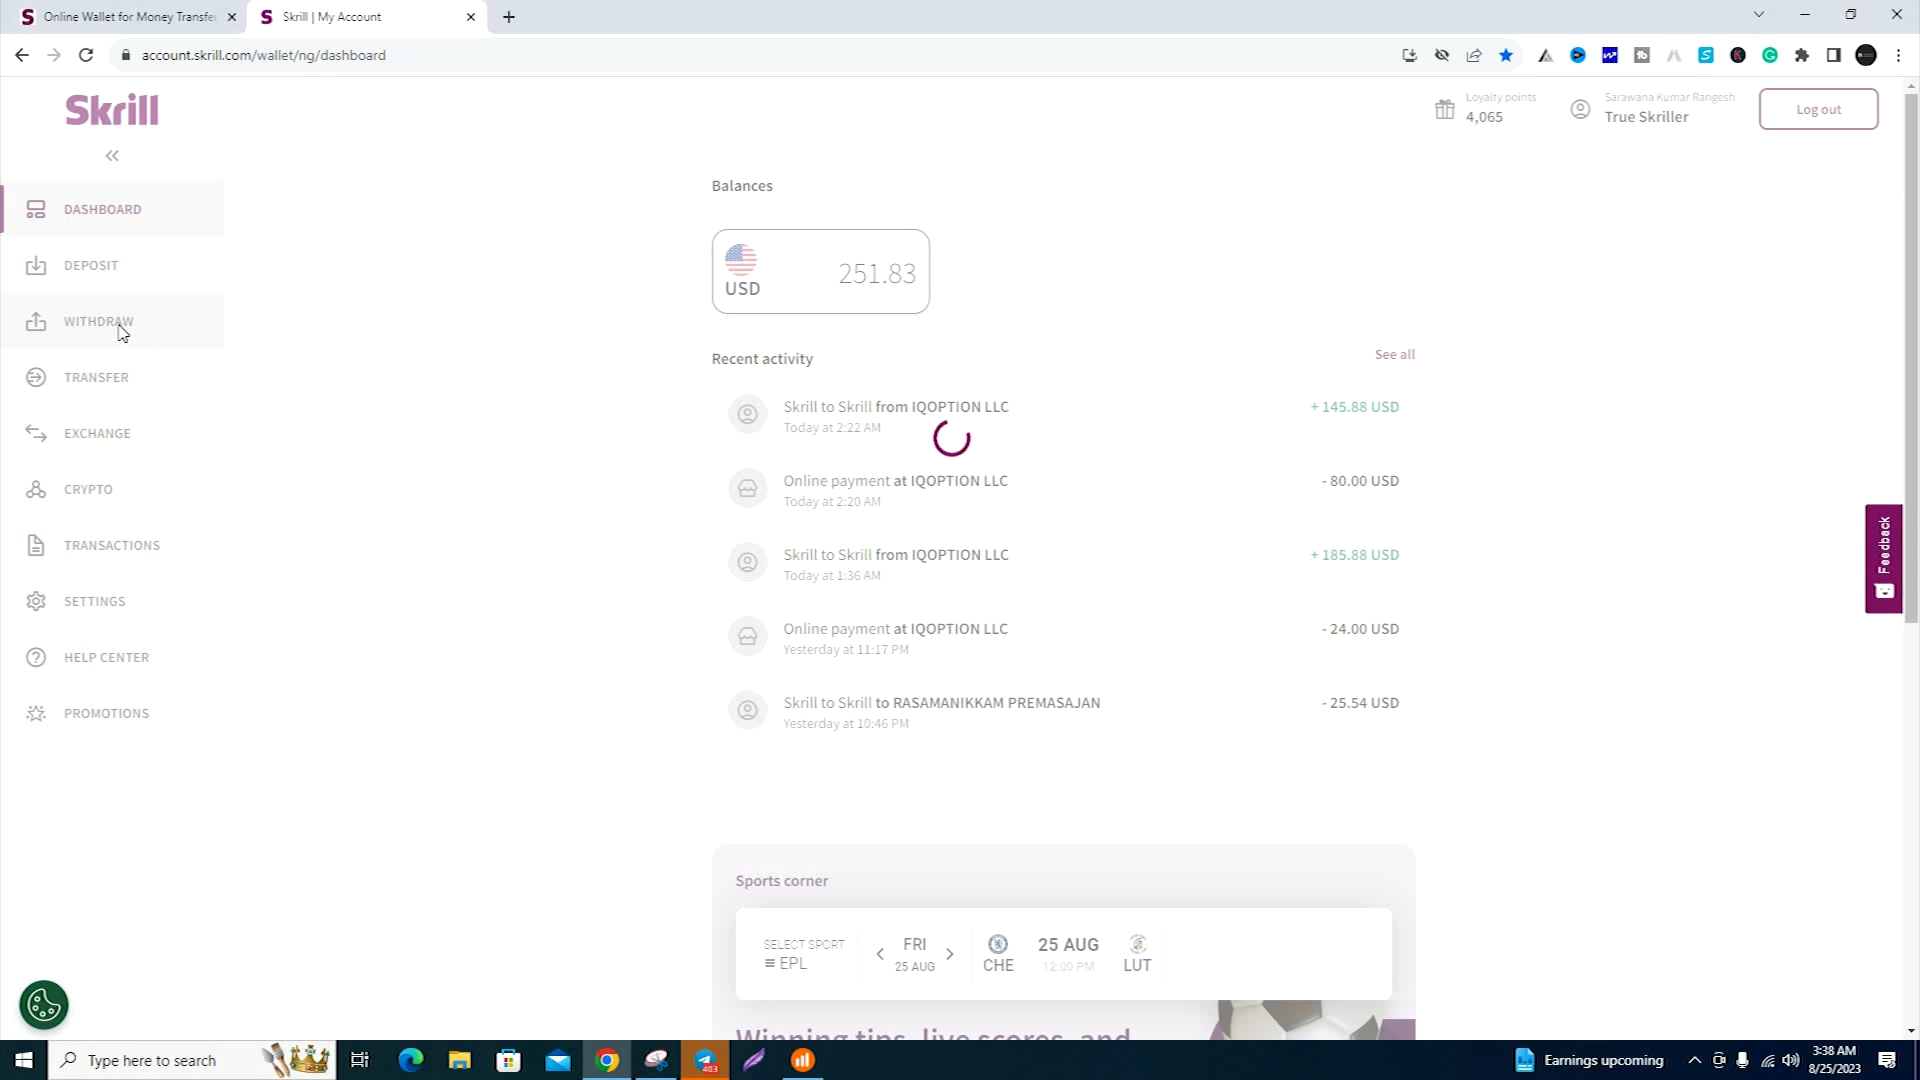 Online Wallet for Money Transfe
Skrill | My Account
account.skrill.com/wallet/ng/dashboard
Skrill
Loyalty points
4,065
Sarawana Kumar Rangesh
True Skriller
Log out
DASHBOARD
DEPOSIT
WITHDRAW
TRANSFER
EXCHANGE
CRYPTO
TRANSACTIONS
SETTINGS
HELP CENTER
PROMOTIONS
Balances
USD
251.83
Recent activity
See all
Skrill to Skrill from IQOPTION LLC
+ 145.88 USD
Today at 2:22 AM
Online payment at IQOPTION LLC
- 80.00 USD
Today at 2:20 AM
Skrill to Skrill from IQOPTION LLC
+ 185.88 USD
Today at 1:36 AM
Online payment at IQOPTION LLC
- 24.00 USD
Yesterday at 11:17 PM
Skrill to Skrill to RASAMANIKKAM PREMASAJAN
- 25.54 USD
Yesterday at 10:46 PM
Feedback
Sports corner
SELECT SPORT
EPL
FRI
25 AUG
CHE
25 AUG
12:00 PM
LUT
Winning tips, live scores, and
Type here to search
403
Earnings upcoming
3:38 AM
8/25/2023